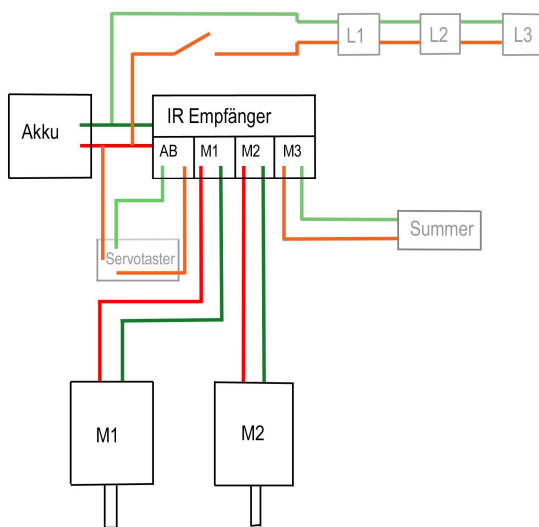 L1 L2 L3
Akku
IR Empfänger
AB M1 M2 M3
Summer
Servotaster
M1
M2